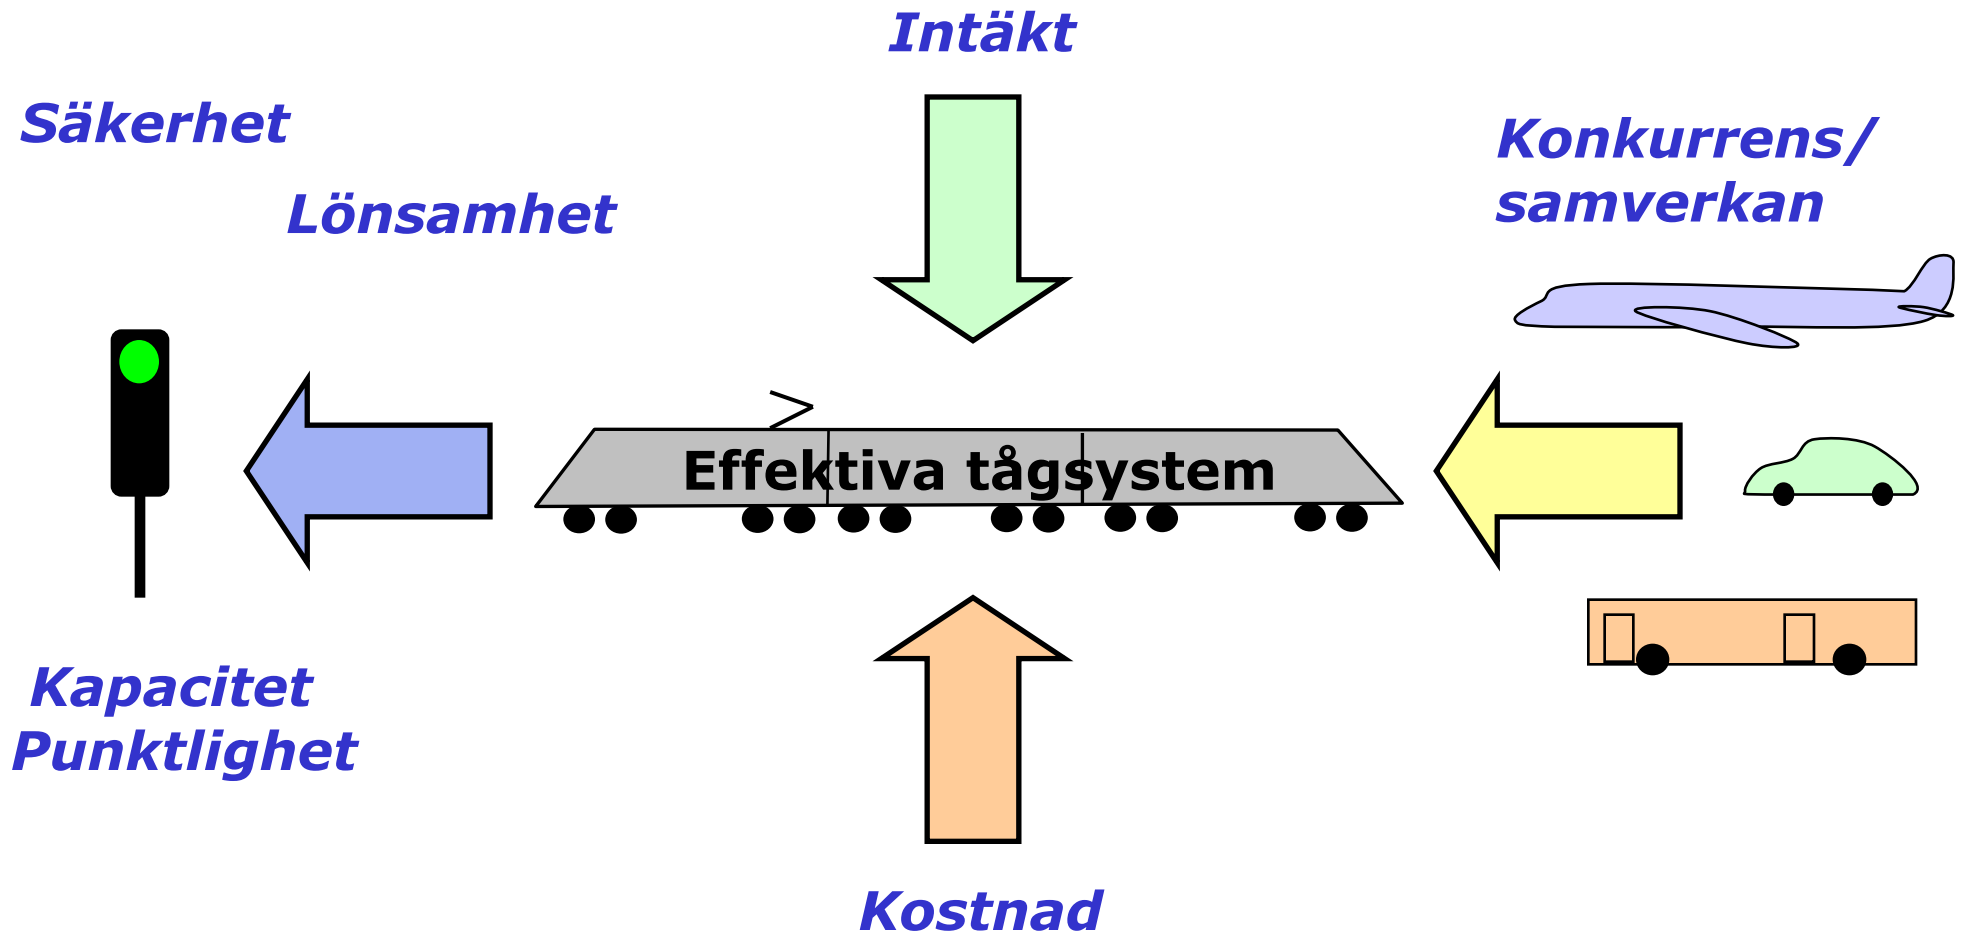 Intäkt
Säkerhet
Konkurrens/
samverkan
Lönsamhet
Effektiva tågsystem
Kapacitet
Punktlighet
Kostnad